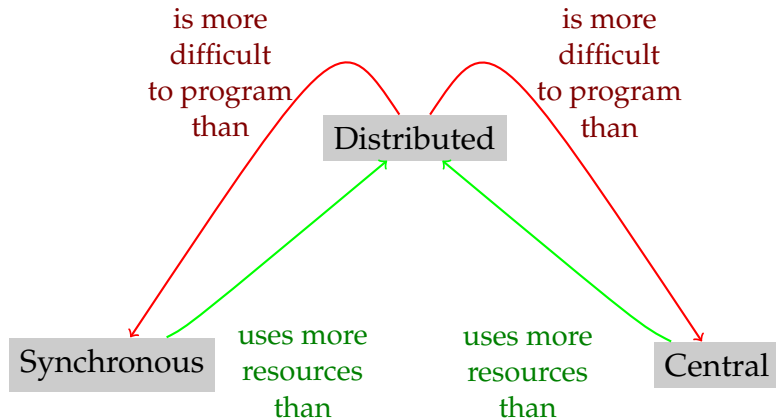 is more
difficult
to program
than
is more
difficult
to program
than
Distributed
Synchronous
uses more
resources
than
uses more
resources
than
Central